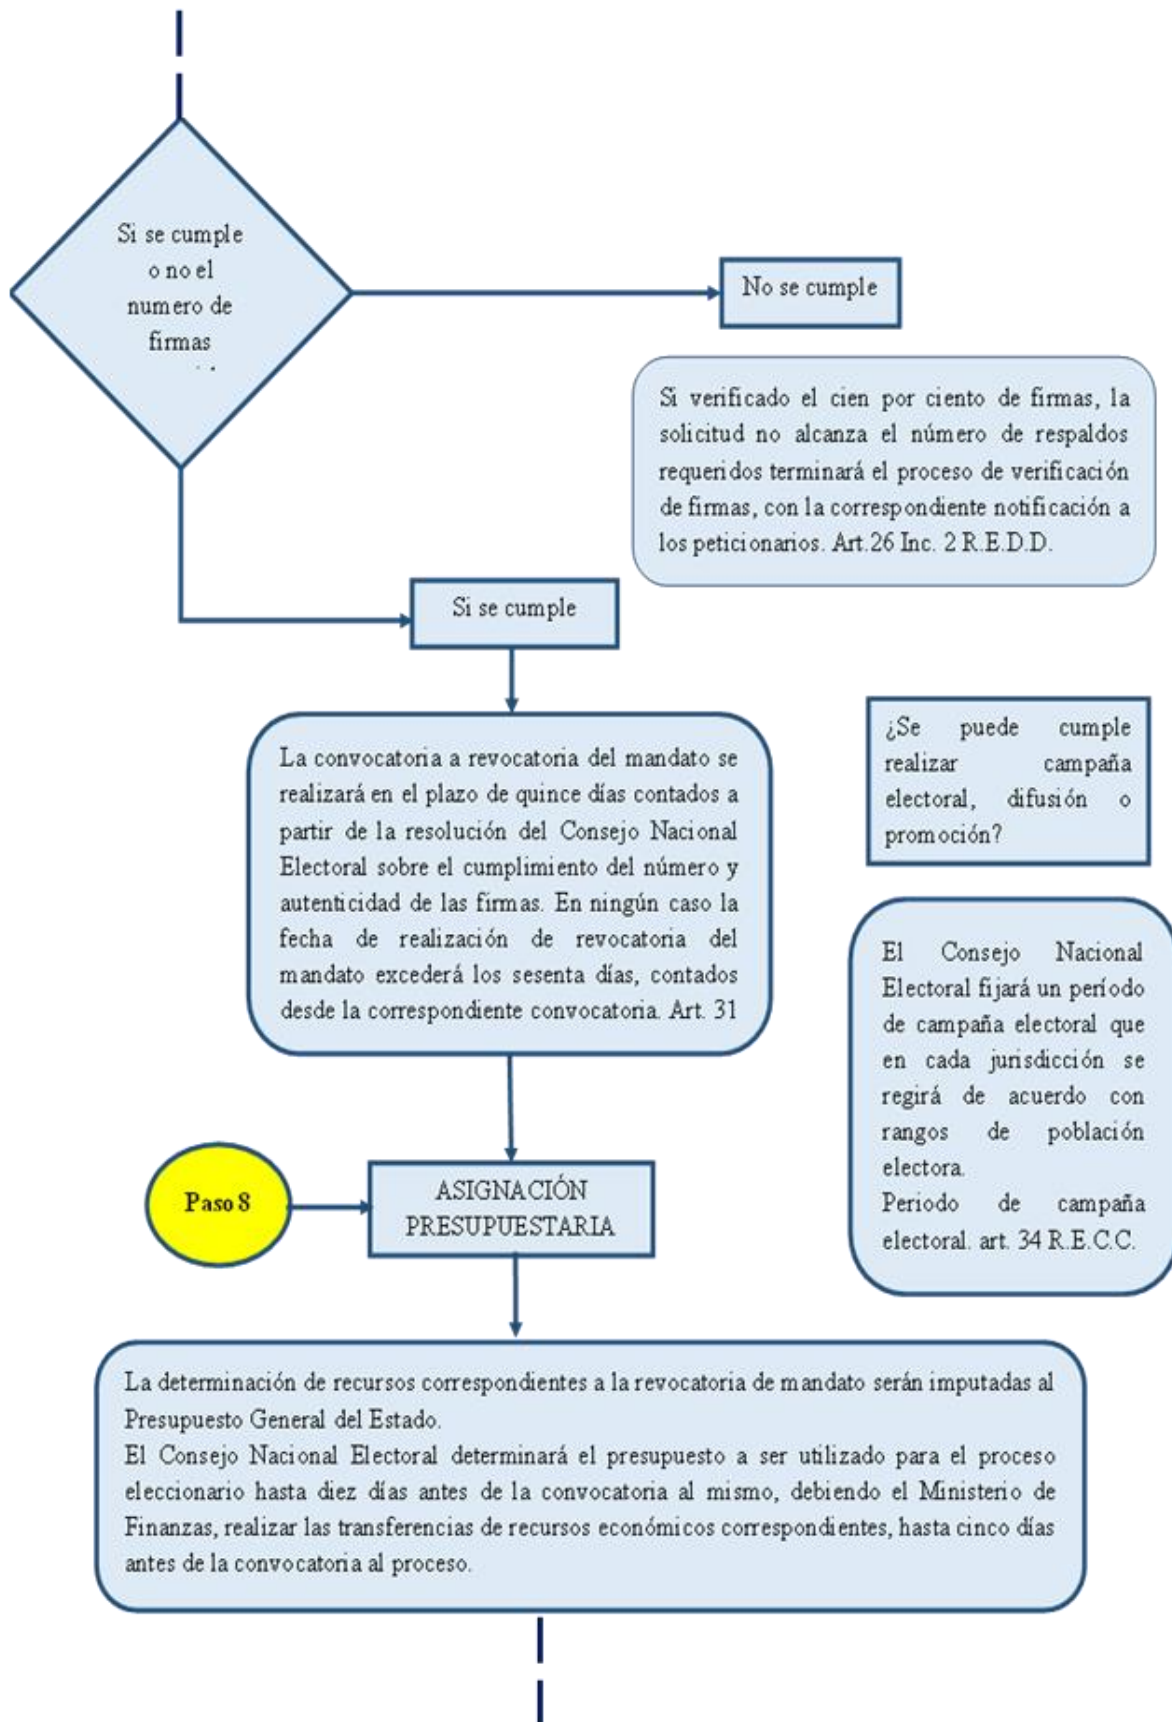 Si se cumple
o no el
numero de
firmas
No se cumple
Si verificado el cien por ciento de firmas, la
solicitud no alcanza el número de respaldos
requeridos terminará el proceso de verificación
de firmas, con la correspondiente notificación a
los peticionarios. Art.26 Inc. 2 R.E.D.D.
Si se cumple
La convocatoria a revocatoria del mandato se
realizará en el plazo de quince días contados a
partir de la resolución del Consejo Nacional
Electoral sobre el cumplimiento del número y
autenticidad de las firmas. En ningún caso la
fecha de realización de revocatoria del
mandato excederá los sesenta días, contados
desde la correspondiente convocatoria. Art. 31
¿Se puede cumple
realizar campaña
electoral, difusión o
promoción?
El Consejo Nacional
Electoral fijará un período
de campaña electoral que
en cada jurisdicción se
regirá de acuerdo con
rangos de población
electora.
Periodo de campaña
electoral. art. 34 R.E.C.C.
Paso 8
ASIGNACIÓN
PRESUPUESTARIA
La determinación de recursos correspondientes a la revocatoria de mandato serán imputadas al
Presupuesto General del Estado.
El Consejo Nacional Electoral determinará el presupuesto a ser utilizado para el proceso
eleccionario hasta diez días antes de la convocatoria al mismo, debiendo el Ministerio de
Finanzas, realizar las transferencias de recursos económicos correspondientes, hasta cinco días
antes de la convocatoria al proceso.